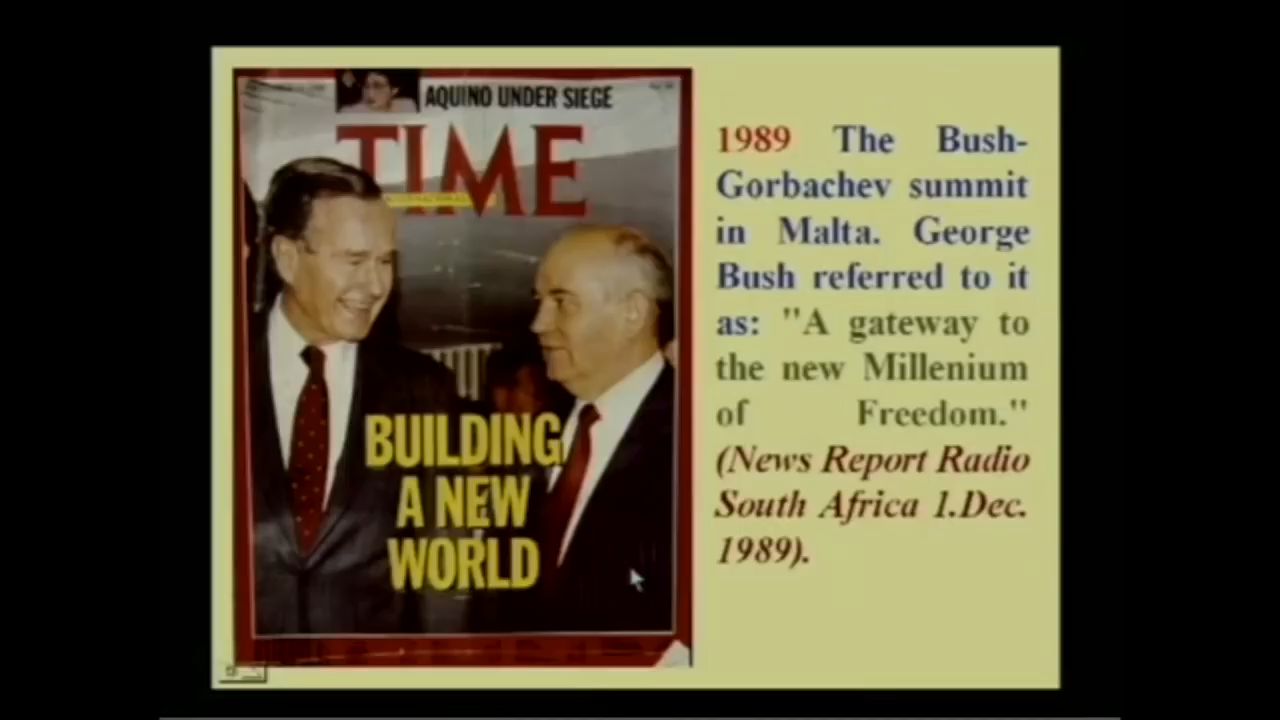 AQUINO UNDER SIEGE
TIME
INTERNATIONAL
BUILDING
A NEW
WORLD
1989 The Bush-
Gorbachev summit
in Malta. George
Bush referred to it
as: "A gateway to
the new Millenium
of Freedom."
(News Report Radio
South Africa 1.Dec.
1989).